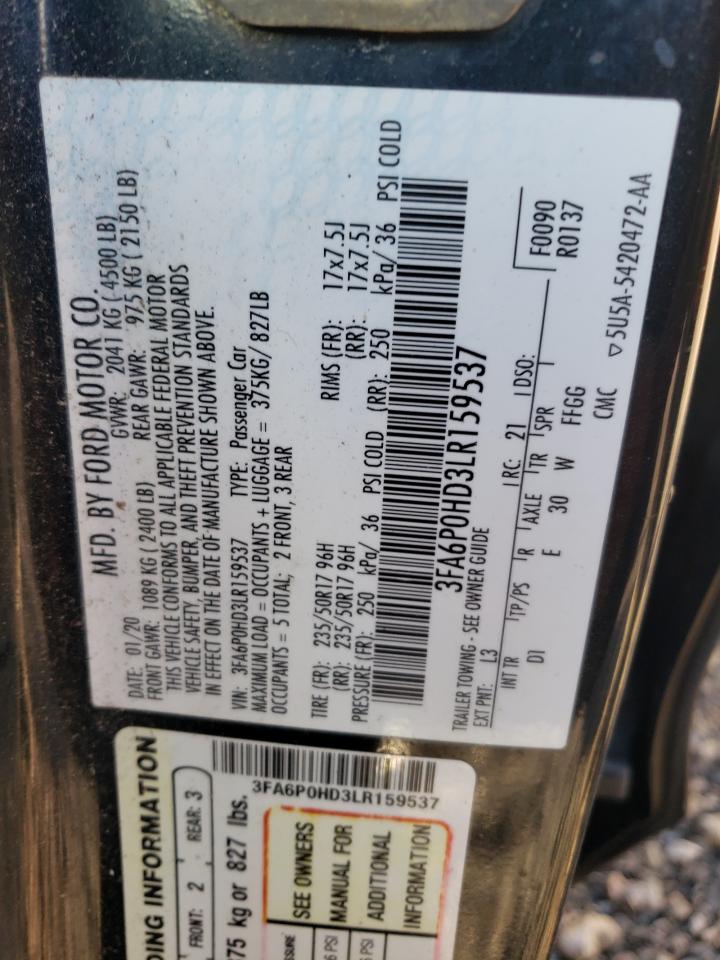 MFD. BY FORD MOTOR CO.
DATE: 01/20 GVWR: 2041 KG ( 4500 LB)
FRONT GAWR: 1089 KG ( 2400 LB) REAR GAWR: 975 KG ( 2150 LB)
THIS VEHICLE CONFORMS TO ALL APPLICABLE FEDERAL MOTOR
VEHICLE SAFETY, BUMPER, AND THEFT PREVENTION STANDARDS
IN EFFECT ON THE DATE OF MANUFACTURE SHOWN ABOVE.
VIN: 3FA6P0HD3LR159537 TYPE: Passenger Car
MAXIMUM LOAD = OCCUPANTS + LUGGAGE = 375KG/ 827LB
OCCUPANTS = 5 TOTAL; 2 FRONT, 3 REAR
TIRE (FR): 235/50R17 96H RIMS (FR): 17x7.5J
(RR): 235/50R17 96H (RR): 17x7.5J
PRESSURE (FR): 250 kPa/ 36 PSI COLD (RR): 250 kPa/ 36 PSI COLD
3FA6P0HD3LR159537
TRAILER TOWING - SEE OWNER GUIDE
EXT PNT: L3 RC: 21 DSO: F0090
R0137
INT TR TP/PS R AXLE TR SPR
D1 E 30 W FFGG
CMC ▽5U5A-5420472-AA
DING INFORMATION
FRONT: 2 REAR: 3
375 kg or 827 lbs.
3FA6P0HD3LR159537
SEE OWNERS
MANUAL FOR
ADDITIONAL
INFORMATION